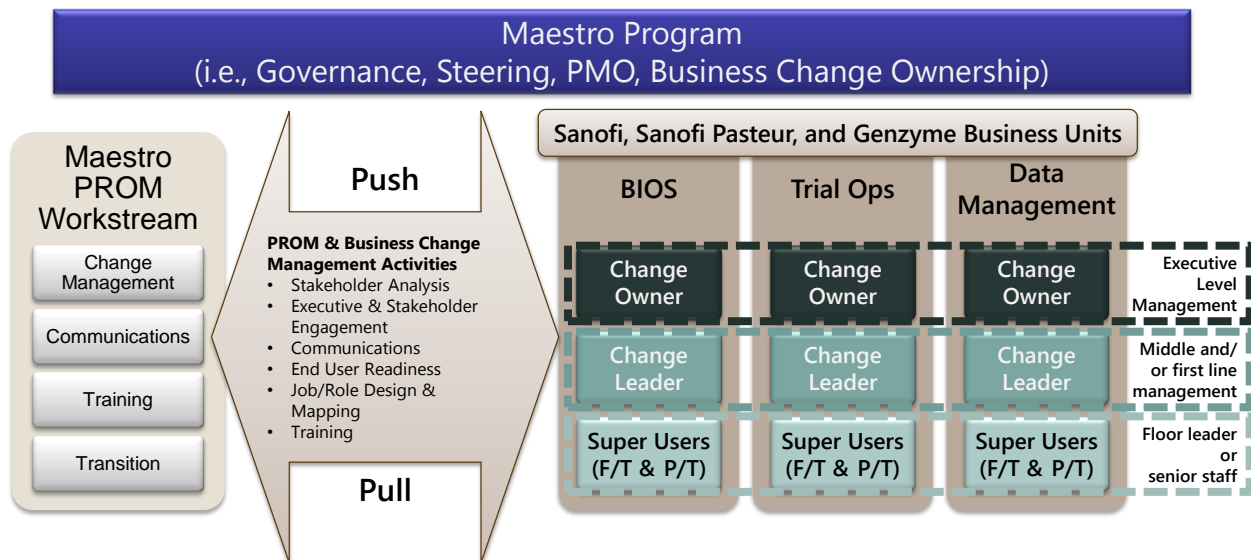 Maestro Program
(i.e., Governance, Steering, PMO, Business Change Ownership)
Maestro
PROM
Workstream
Change
Management
Communications
Training
Transition
Push
PROM & Business Change
Management Activities
• Stakeholder Analysis
• Executive & Stakeholder
Engagement
• Communications
• End User Readiness
• Job/Role Design &
Mapping
• Training
Pull
Sanofi, Sanofi Pasteur, and Genzyme Business Units
BIOS
Trial Ops
Data
Management
Change
Owner
Change
Owner
Change
Owner
Executive
Level
Management
Change
Leader
Change
Leader
Change
Leader
Middle and/
or first line
management
Super Users
(F/T & P/T)
Super Users
(F/T & P/T)
Super Users
(F/T & P/T)
Floor leader
or
senior staff